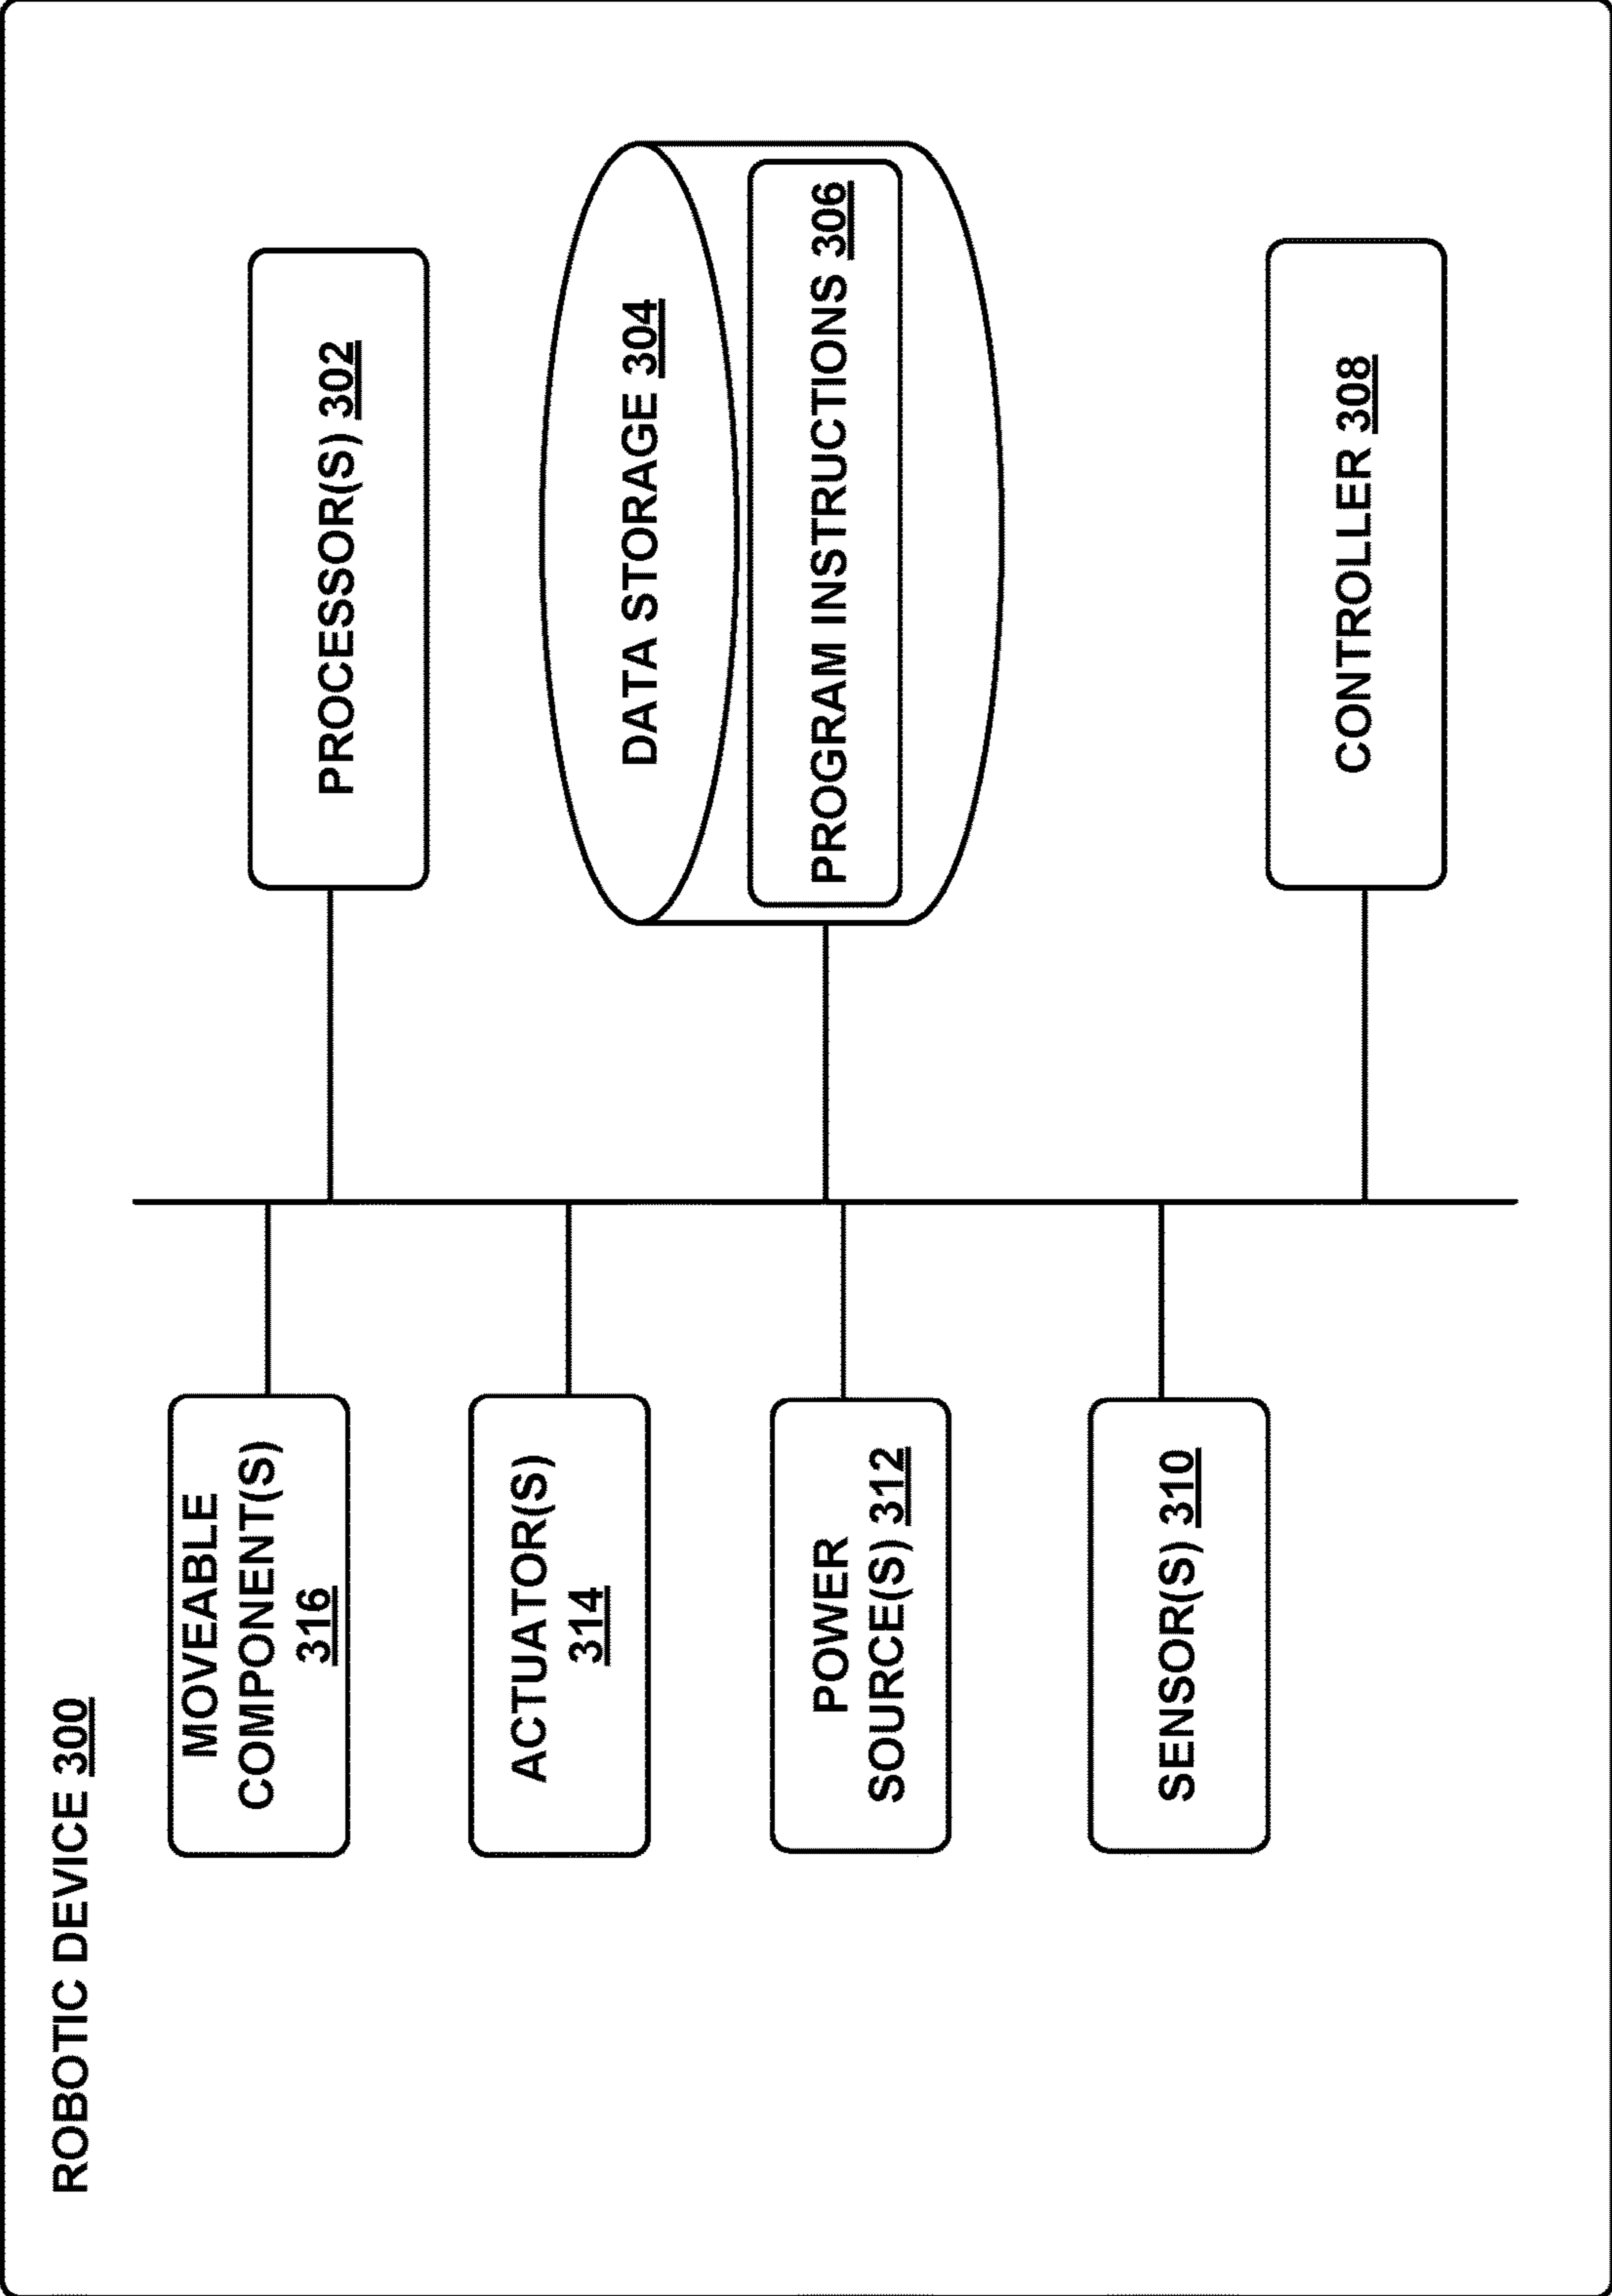 ROBOTIC DEVICE 300
MOVEABLE
COMPONENT(S)
316
ACTUATOR(S)
314
POWER
SOURCE(S) 312
SENSOR(S) 310
PROCESSOR(S) 302
DATA STORAGE 304
PROGRAM INSTRUCTIONS 306
CONTROLLER 308